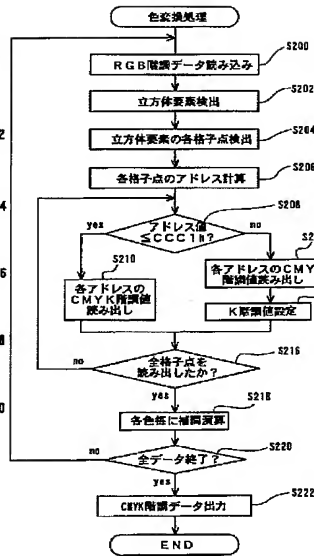 色変換処理
S200
RGB階調データ読み込み
S202
立方体要素検出
S204
立方体要素の各格子点検出
S206
各格子点のアドレス計算
S208
アドレス値
≦CCC1h?
yes
no
S210
各アドレスの
CMYK階調値
読み出し
各アドレスのCMY
階調値読み出し
K階調値設定
S216
全格子点を
読み出したか?
no
yes
S218
各色毎に補間演算
S220
全データ終了?
no
yes
S222
CMYK階調データ出力
END